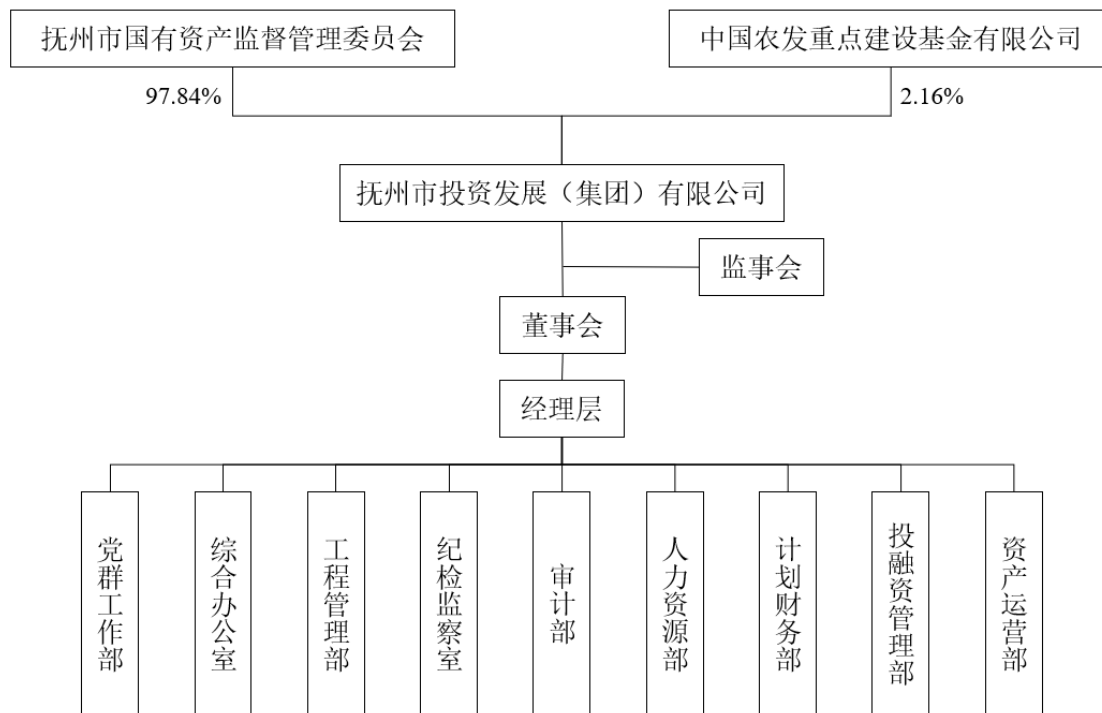 抚州市国有资产监督管理委员会
中国农发重点建设基金有限公司
97.84%
2.16%
抚州市投资发展（集团）有限公司
监事会
董事会
经理层
党群工作部
综合办公室
工程管理部
纪检监察室
审计部
人力资源部
计划财务部
投融资管理部
资产运营部